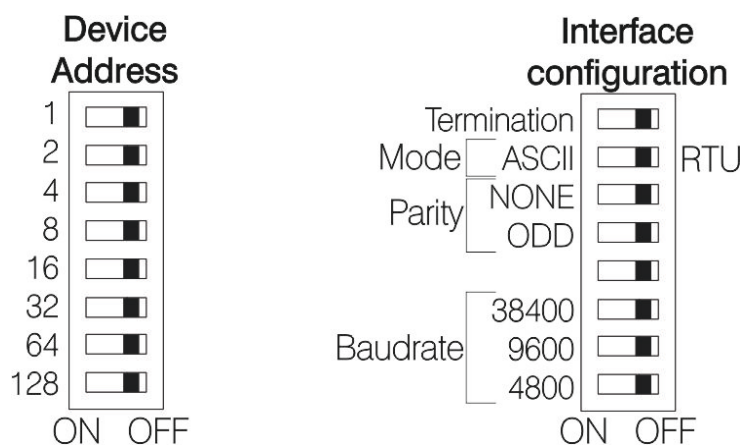 Device
Address
1
2
4
8
16
32
64
128
ON OFF
Interface
configuration
Termination
Mode ASCII RTU
NONE
Parity
ODD
38400
Baudrate 9600
4800
ON OFF